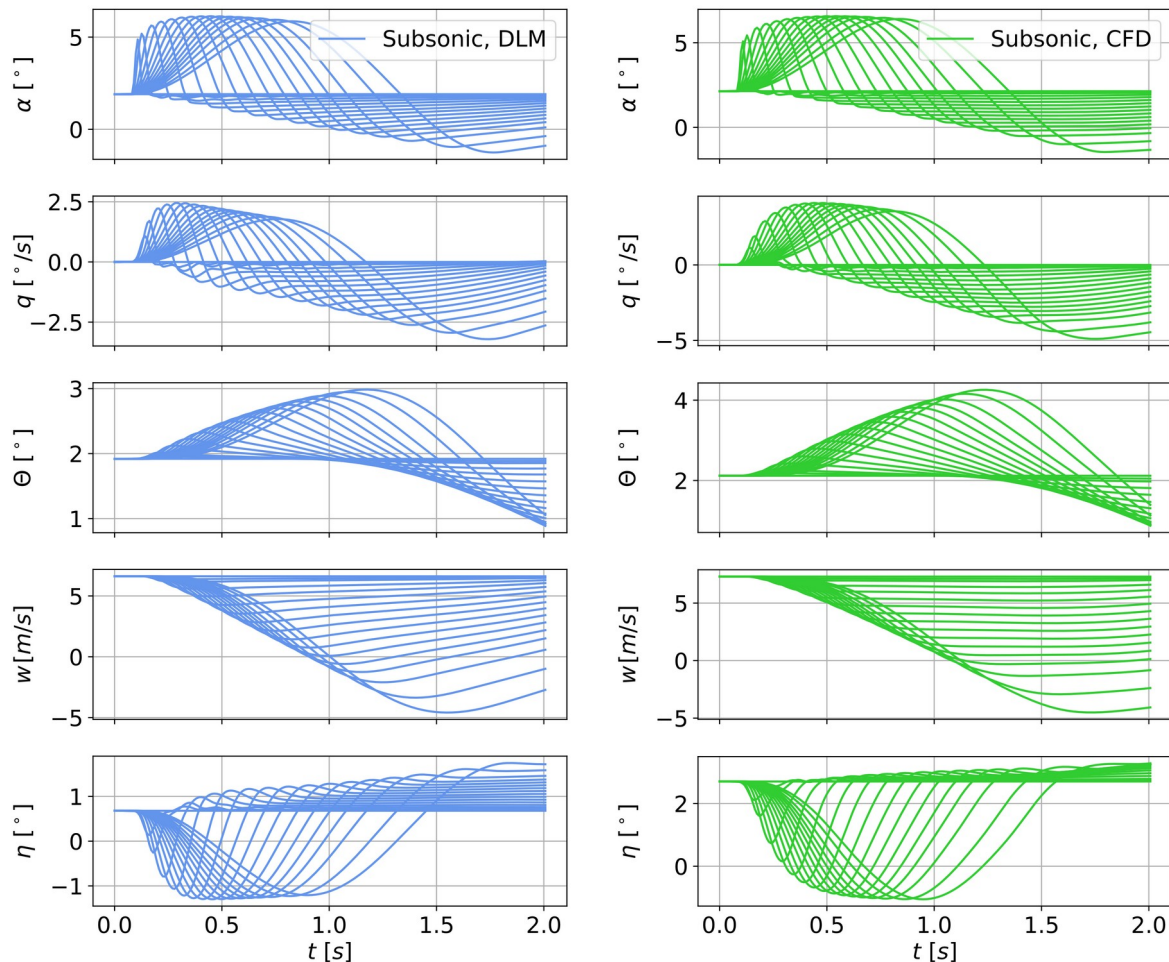 Subsonic, DLM
5
0
α [°]
Subsonic, CFD
5
0
α [°]
2.5
0.0
−2.5
q [°/s]
0
−5
q [°/s]
3
2
1
Θ [°]
4
2
Θ [°]
5
0
−5
w[m/s]
5
0
−5
w[m/s]
1
0
−1
η [°]
0.0 0.5 1.0 1.5 2.0
t [s]
2
0
η [°]
0.0 0.5 1.0 1.5 2.0
t [s]